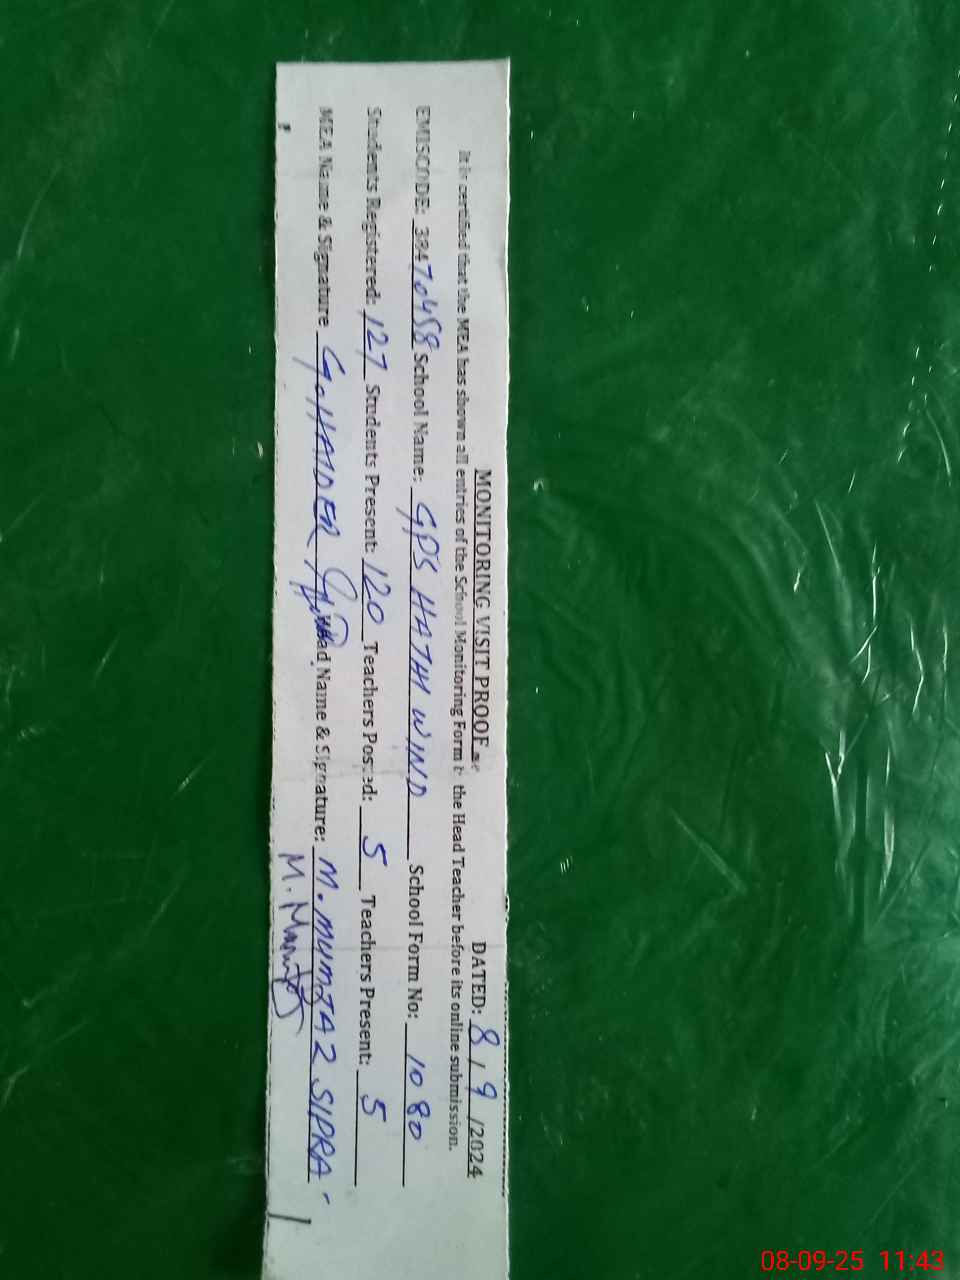 MONITORING VISIT PROOF DATED: 8 / 9 /2024
It is certified that the MEA has shown all entries of the School Monitoring Form the Head Teacher before its online submission.
EMISCODE: 38470458 School Name: GPS HATHI WIND School Form No: 1080
Students Registered: 127 Students Present: 120 Teachers Posted: 5 Teachers Present: 5
MEA Name & Signature G. HAIDER Head Name & Signature: M. MUMTAZ SIPRA
08-09-25 11:43